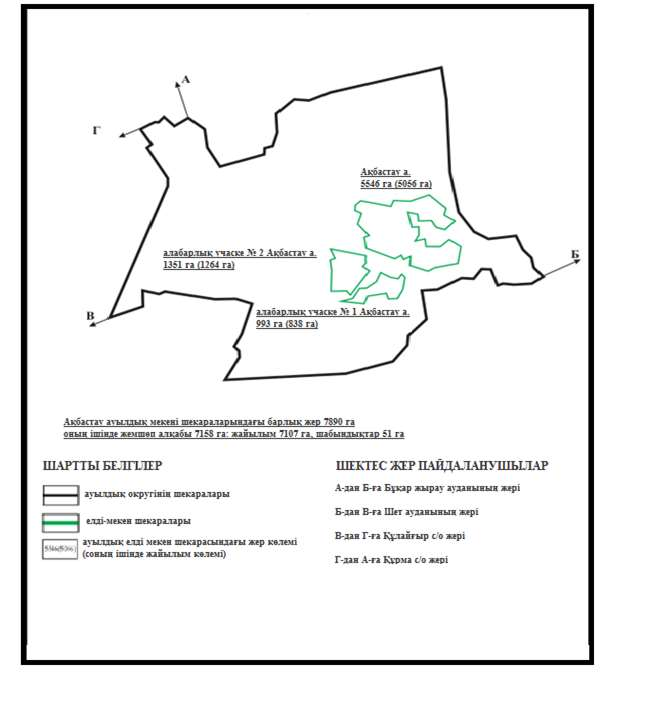 А
Г
Ақбастау а.
5546 га (5056 га)
алабарлық учаске № 2 Ақбастау а.
1351 га (1264 га)
Б
алабарлық учаске № 1 Ақбастау а.
993 га (838 га)
В
Ақбастау ауылдық мекені шекараларындағы барлық жер 7890 га
оның ішінде жемшөп алқабы 7158 га: жайылым 7107 га, шабындықтар 51 га
ШАРТТЫ БЕЛГІЛЕР
ауылдық округінің шекаралары
елді-мекен шекаралары
5546(5056)
ауылдық елді мекен шекарасындағы жер көлемі
(соның ішінде жайылым көлемі)
ШЕКТЕС ЖЕР ПАЙДАЛАНУШЫЛАР
А-дан Б-ға Бұқар жырау ауданының жері
Б-дан В-ға Шет ауданының жері
В-дан Г-ға Құлайғыр с/о жері
Г-дан А-ға Құрма с/о жері